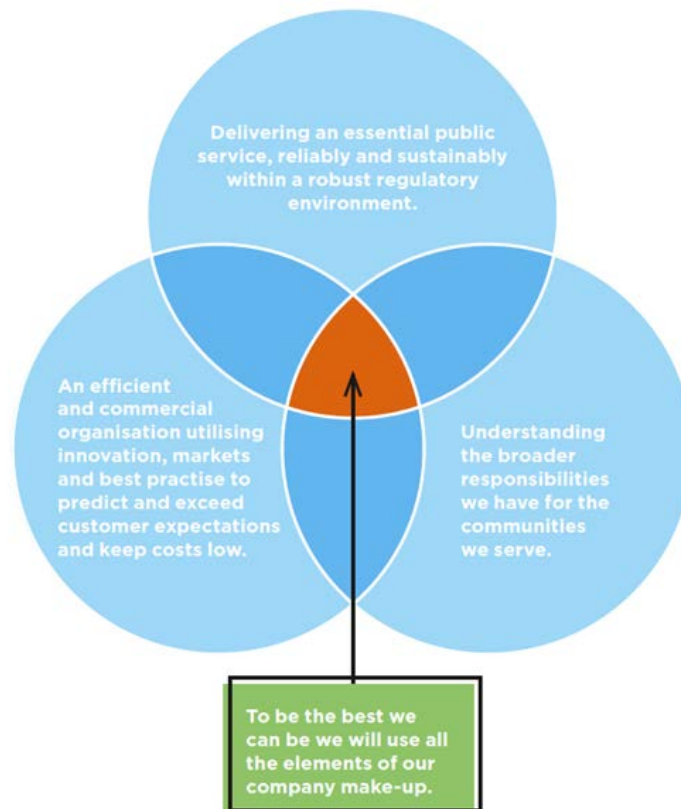 Delivering an essential public
service, reliably and sustainably
within a robust regulatory
environment.
An efficient
and commercial
organisation utilising
innovation, markets
and best practise to
predict and exceed
customer expectations
and keep costs low.
Understanding
the broader
responsibilities
we have for the
communities
we serve.
To be the best we
can be we will use all
the elements of our
company make-up.